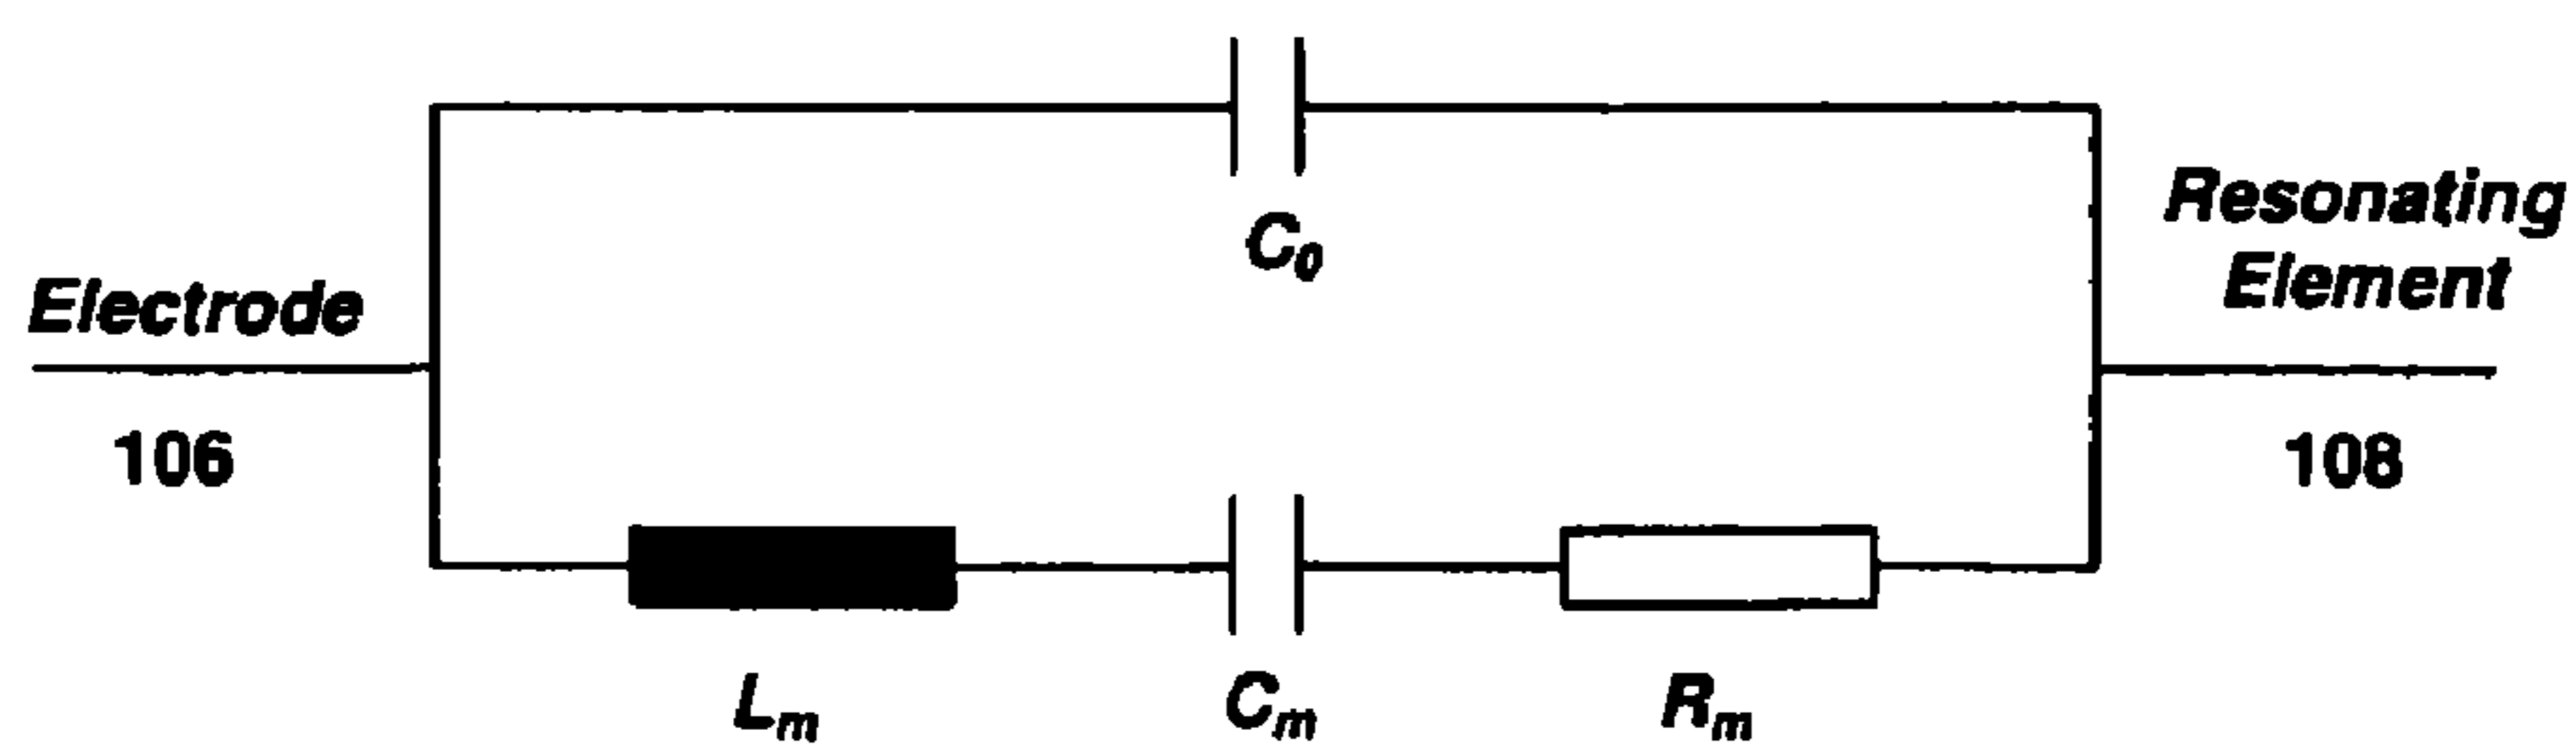 C₀
Resonating
Element
Electrode
106
108
Lₘ
Cₘ
Rₘ